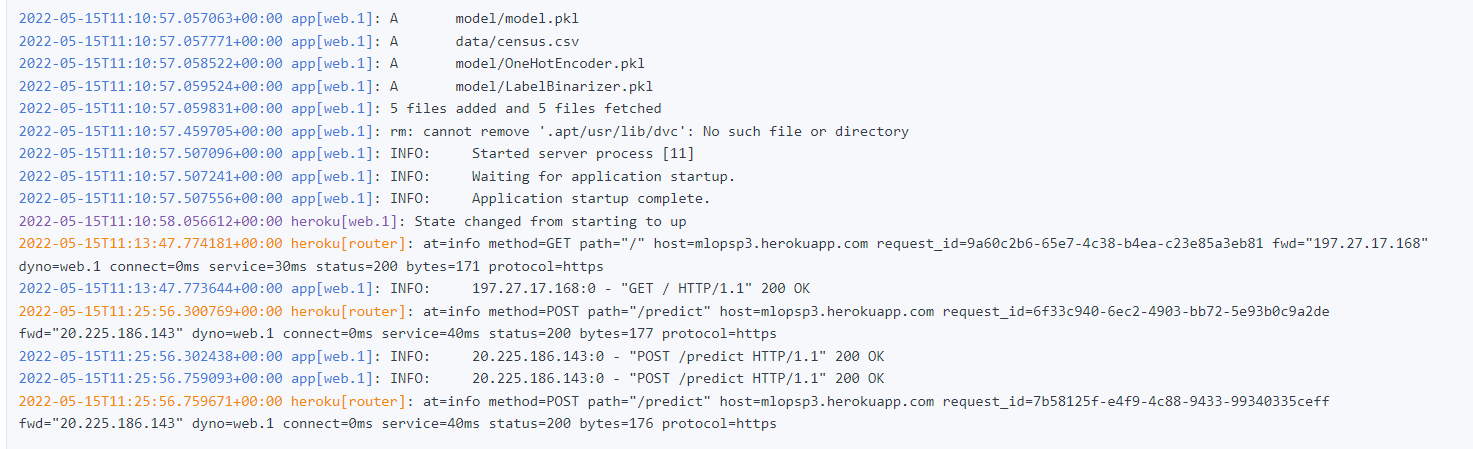 2022-05-15T11:10:57.057063+00:00 app[web.1]: A       model/model.pkl
2022-05-15T11:10:57.057771+00:00 app[web.1]: A       data/census.csv
2022-05-15T11:10:57.058522+00:00 app[web.1]: A       model/OneHotEncoder.pkl
2022-05-15T11:10:57.059524+00:00 app[web.1]: A       model/LabelBinarizer.pkl
2022-05-15T11:10:57.059831+00:00 app[web.1]: 5 files added and 5 files fetched
2022-05-15T11:10:57.459705+00:00 app[web.1]: rm: cannot remove '.apt/usr/lib/dvc': No such file or directory
2022-05-15T11:10:57.507096+00:00 app[web.1]: INFO:     Started server process [11]
2022-05-15T11:10:57.507241+00:00 app[web.1]: INFO:     Waiting for application startup.
2022-05-15T11:10:57.507556+00:00 app[web.1]: INFO:     Application startup complete.
2022-05-15T11:10:58.056612+00:00 heroku[web.1]: State changed from starting to up
2022-05-15T11:13:47.774181+00:00 heroku[router]: at=info method=GET path="/" host=mlopsp3.herokuapp.com request_id=9a60c2b6-65e7-4c38-b4ea-c23e85a3eb81 fwd="197.27.17.168"
dyno=web.1 connect=0ms service=30ms status=200 bytes=171 protocol=https
2022-05-15T11:13:47.773644+00:00 app[web.1]: INFO:     197.27.17.168:0 - "GET / HTTP/1.1" 200 OK
2022-05-15T11:25:56.300769+00:00 heroku[router]: at=info method=POST path="/predict" host=mlopsp3.herokuapp.com request_id=6f33c940-6ec2-4903-bb72-5e93b0c9a2de
fwd="20.225.186.143" dyno=web.1 connect=0ms service=40ms status=200 bytes=177 protocol=https
2022-05-15T11:25:56.302438+00:00 app[web.1]: INFO:     20.225.186.143:0 - "POST /predict HTTP/1.1" 200 OK
2022-05-15T11:25:56.759093+00:00 app[web.1]: INFO:     20.225.186.143:0 - "POST /predict HTTP/1.1" 200 OK
2022-05-15T11:25:56.759671+00:00 heroku[router]: at=info method=POST path="/predict" host=mlopsp3.herokuapp.com request_id=7b58125f-e4f9-4c88-9433-99340335ceff
fwd="20.225.186.143" dyno=web.1 connect=0ms service=40ms status=200 bytes=176 protocol=https